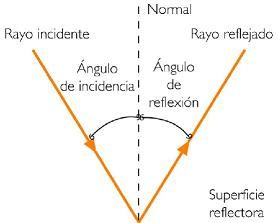 Normal
Rayo incidente
Rayo reflejado
Ángulo
de incidencia
Ángulo
de
reflexión
Superficie
reflectora